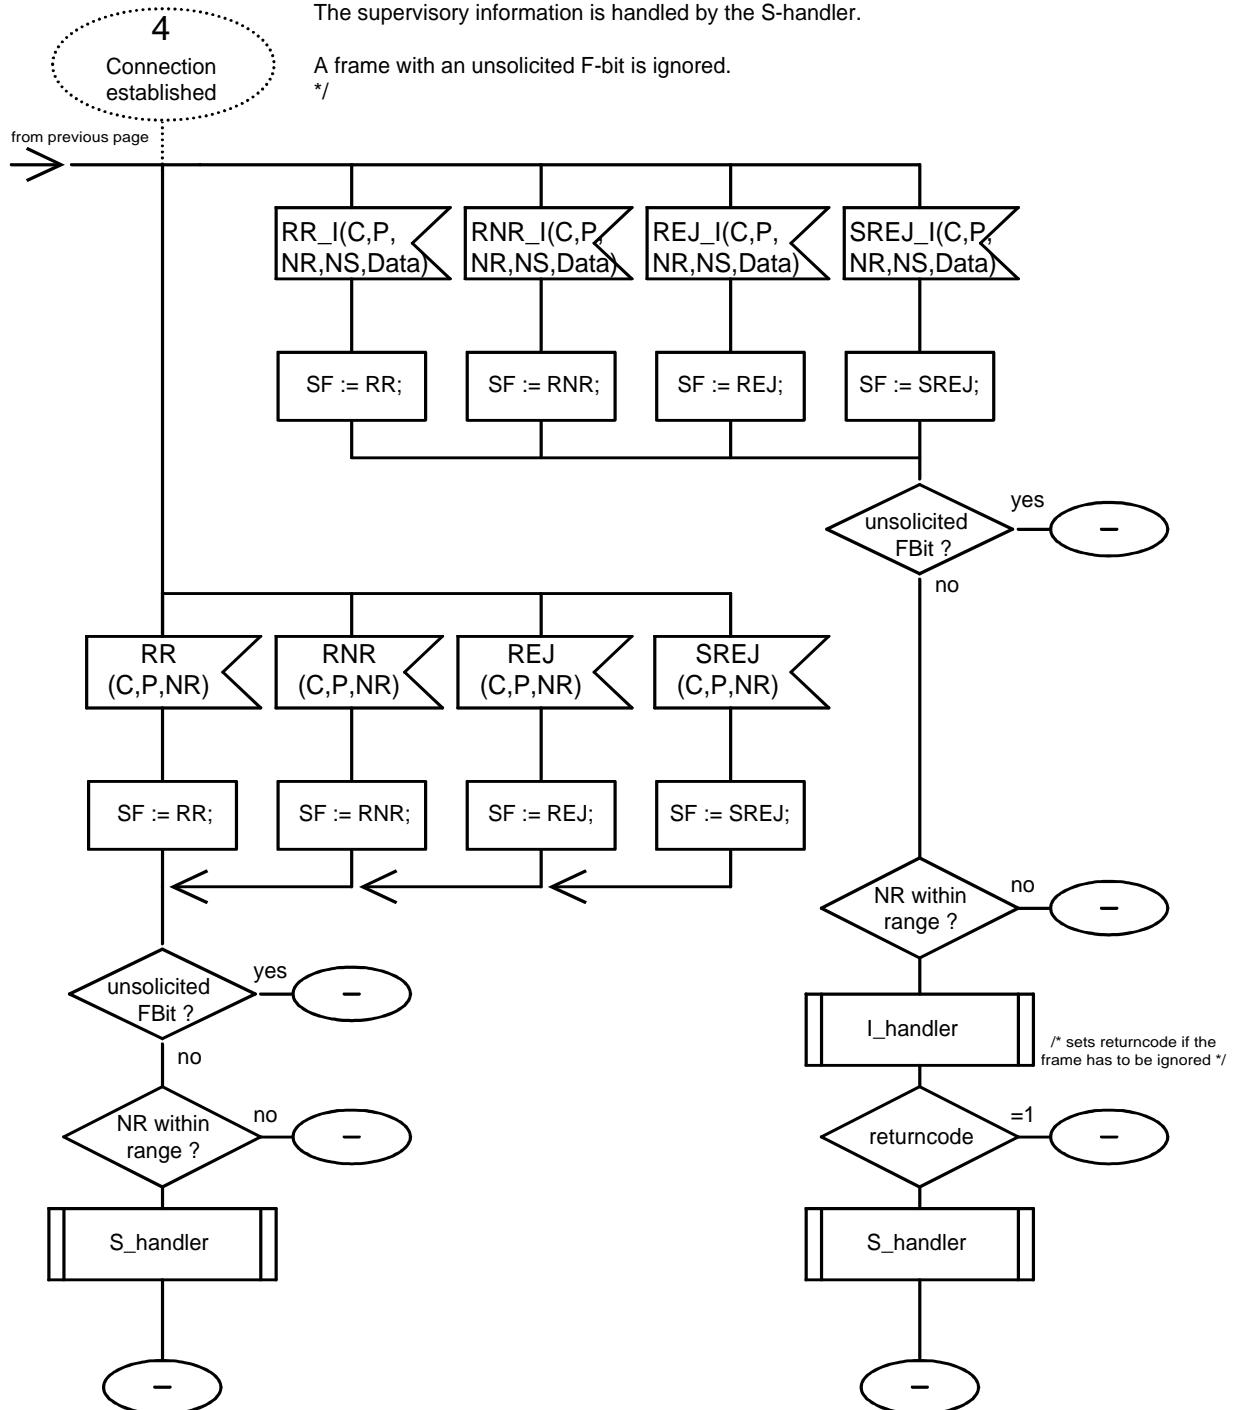 The supervisory information is handled by the S-handler.
4
Connection
established
A frame with an unsolicited F-bit is ignored.
*/
from previous page
RR_I(C,P,
NR,NS,Data)
RNR_I(C,P,
NR,NS,Data)
REJ_I(C,P,
NR,NS,Data)
SREJ_I(C,P,
NR,NS,Data)
SF := RR;
SF := RNR;
SF := REJ;
SF := SREJ;
unsolicited
FBit ?
yes
–
no
RR
(C,P,NR)
RNR
(C,P,NR)
REJ
(C,P,NR)
SREJ
(C,P,NR)
SF := RR;
SF := RNR;
SF := REJ;
SF := SREJ;
NR within
range ?
no
–
unsolicited
FBit ?
yes
–
no
I_handler
/* sets returncode if the
frame has to be ignored */
NR within
range ?
no
–
returncode
=1
–
S_handler
S_handler
–
–